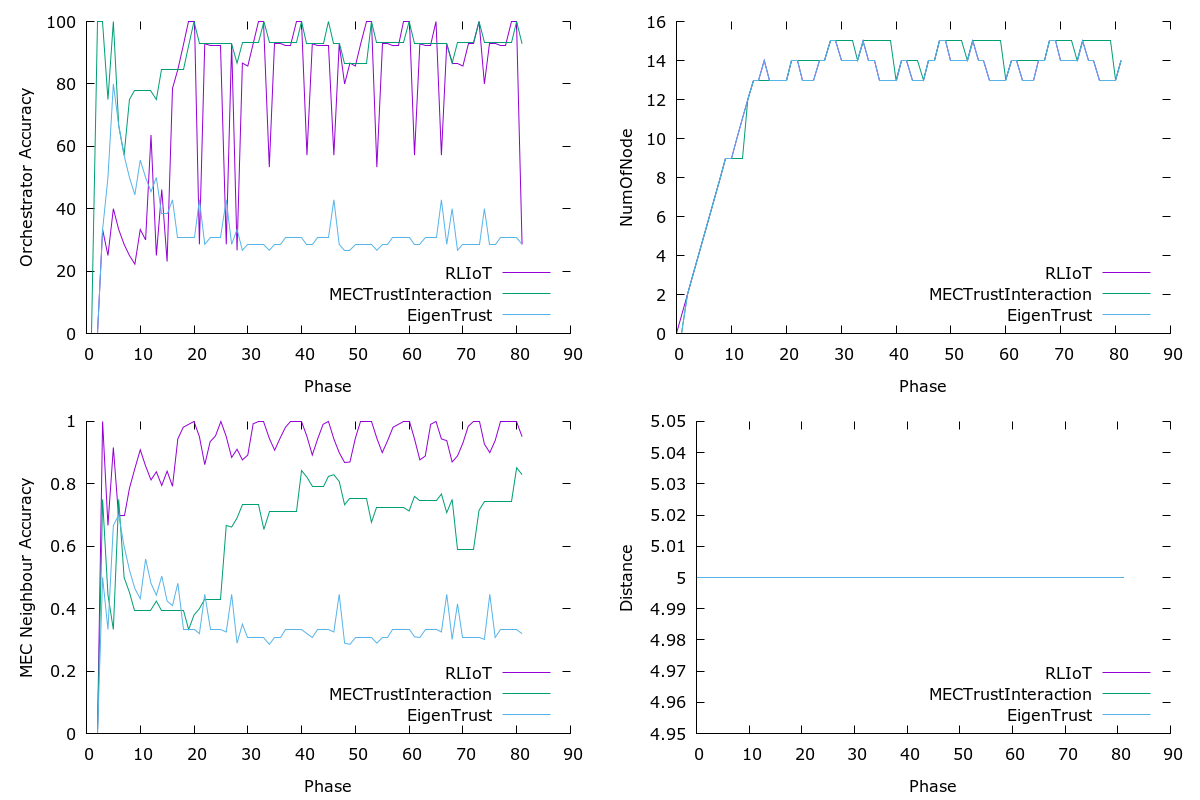 Orchestrator Accuracy
100
80
60
40
20
0
0 10 20 30 40 50 60 70 80 90
Phase
RLIoT
MECTrustInteraction
EigenTrust
NumOfNode
16
14
12
10
8
6
4
2
0
0 10 20 30 40 50 60 70 80 90
Phase
RLIoT
MECTrustInteraction
EigenTrust
MEC Neighbour Accuracy
1
0.8
0.6
0.4
0.2
0
0 10 20 30 40 50 60 70 80 90
Phase
RLIoT
MECTrustInteraction
EigenTrust
Distance
5.05
5.04
5.03
5.02
5.01
5
4.99
4.98
4.97
4.96
4.95
0 10 20 30 40 50 60 70 80 90
Phase
RLIoT
MECTrustInteraction
EigenTrust